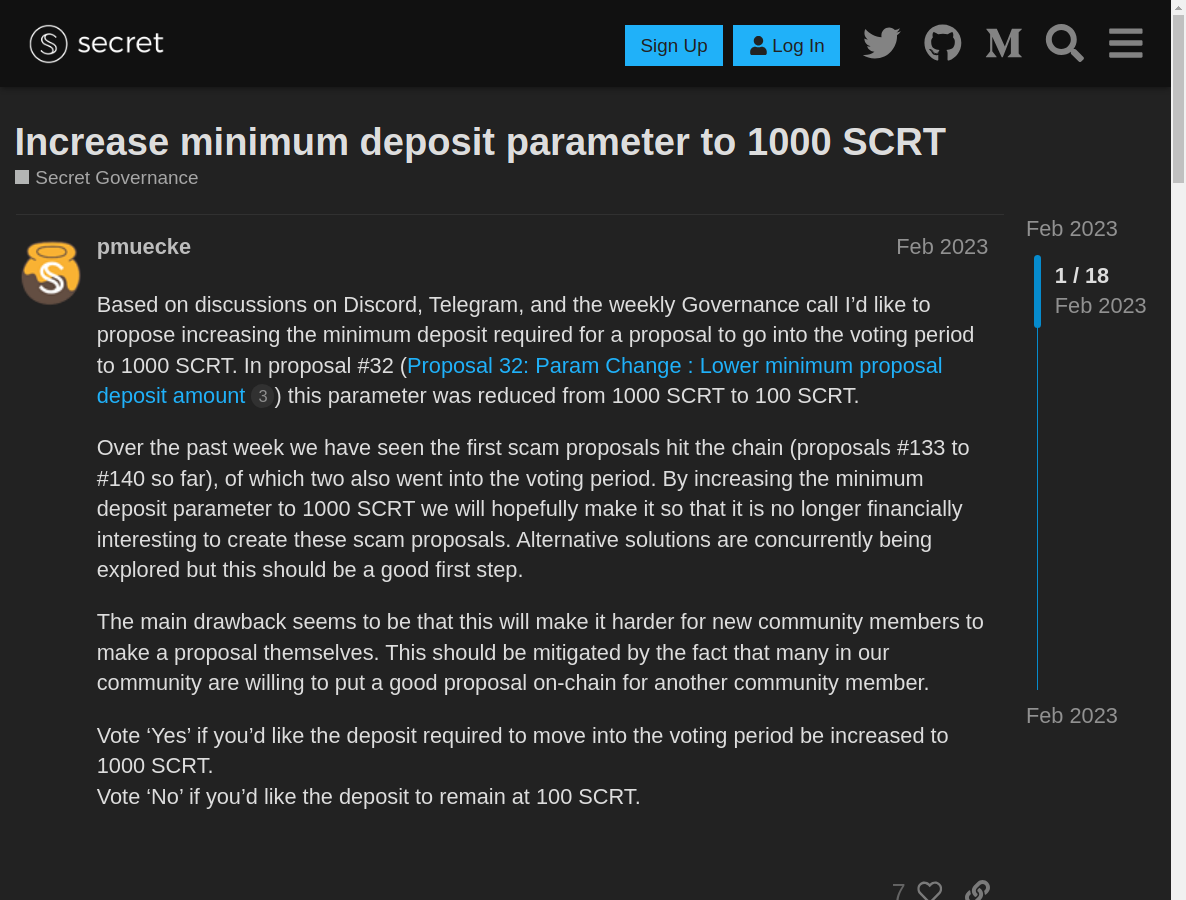 secret
Sign Up
Log In
Increase minimum deposit parameter to 1000 SCRT
Secret Governance
pmuecke
Feb 2023
Based on discussions on Discord, Telegram, and the weekly Governance call I’d like to
propose increasing the minimum deposit required for a proposal to go into the voting period
to 1000 SCRT. In proposal #32 (Proposal 32: Param Change : Lower minimum proposal
deposit amount 3) this parameter was reduced from 1000 SCRT to 100 SCRT.
Over the past week we have seen the first scam proposals hit the chain (proposals #133 to
#140 so far), of which two also went into the voting period. By increasing the minimum
deposit parameter to 1000 SCRT we will hopefully make it so that it is no longer financially
interesting to create these scam proposals. Alternative solutions are concurrently being
explored but this should be a good first step.
The main drawback seems to be that this will make it harder for new community members to
make a proposal themselves. This should be mitigated by the fact that many in our
community are willing to put a good proposal on-chain for another community member.
Vote ‘Yes’ if you’d like the deposit required to move into the voting period be increased to
1000 SCRT.
Vote ‘No’ if you’d like the deposit to remain at 100 SCRT.
7
Feb 2023
1 / 18
Feb 2023
Feb 2023